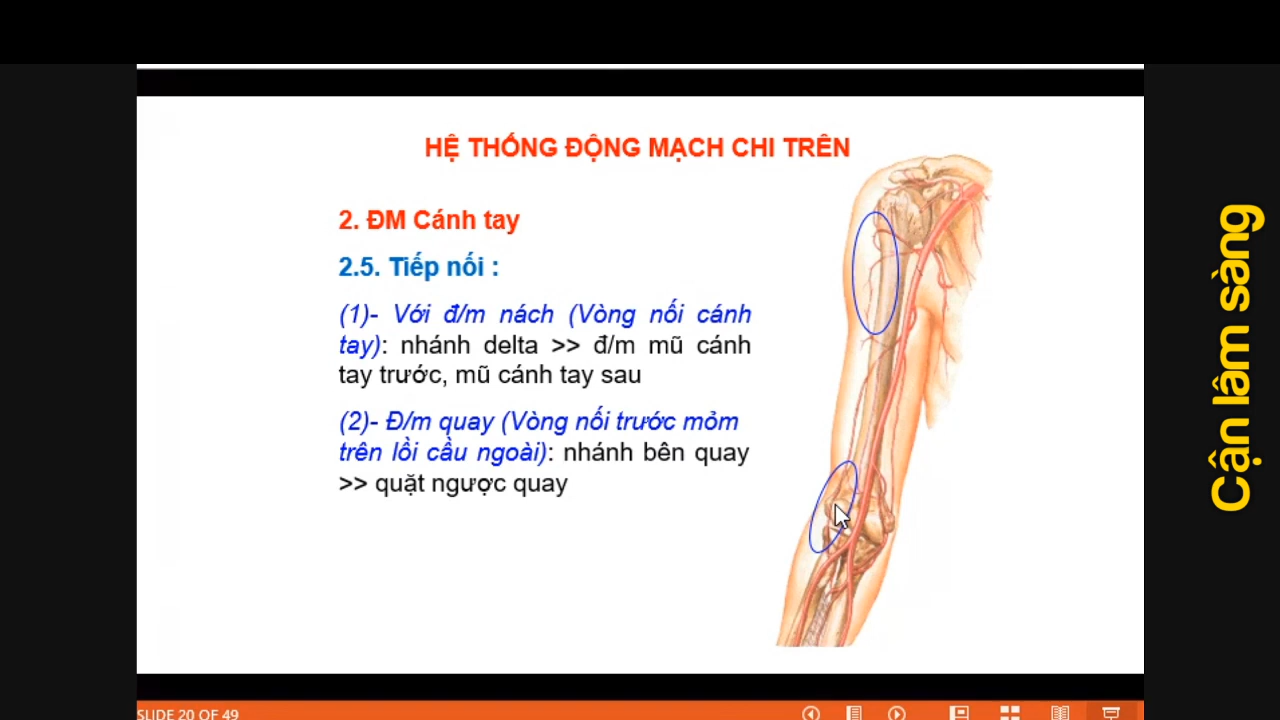 HỆ THỐNG ĐỘNG MẠCH CHI TRÊN
2. ĐM Cánh tay
2.5. Tiếp nối :
(1)- Với đ/m nách (Vòng nối cánh
tay): nhánh delta >> đ/m mũ cánh
tay trước, mũ cánh tay sau
(2)- Đ/m quay (Vòng nối trước mỏm
trên lồi cầu ngoài): nhánh bên quay
>> quặt ngược quay
Cận lâm sàng
SLIDE 20 OF 49